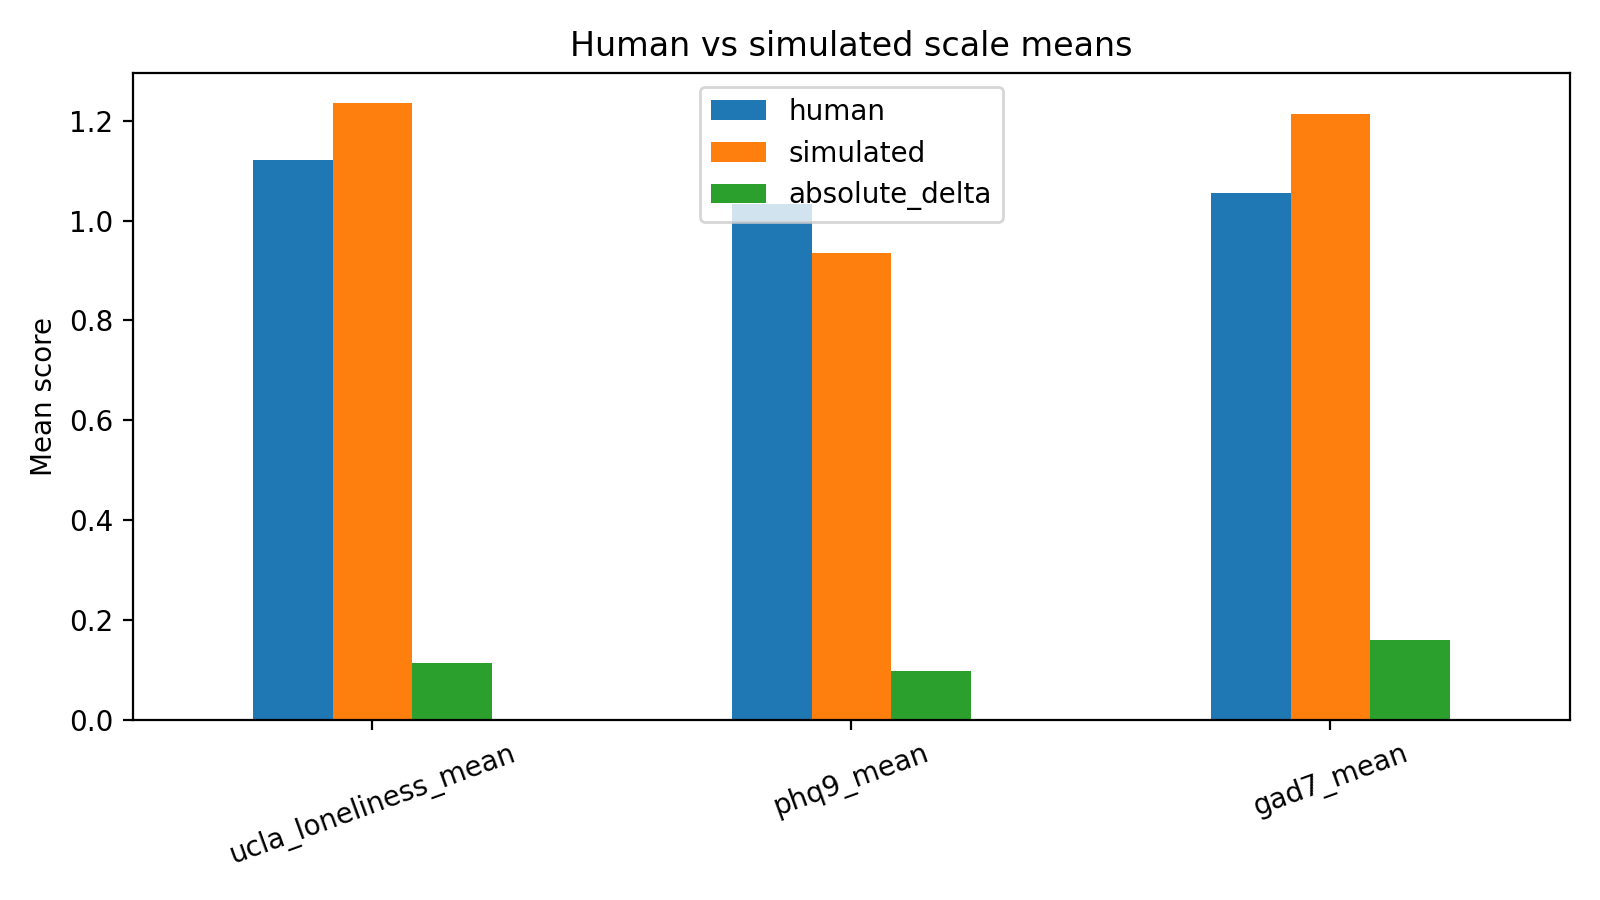 Human vs simulated scale means
human
simulated
absolute_delta
Mean score
1.2
1.0
0.8
0.6
0.4
0.2
0.0
ucla_loneliness_mean
phq9_mean
gad7_mean